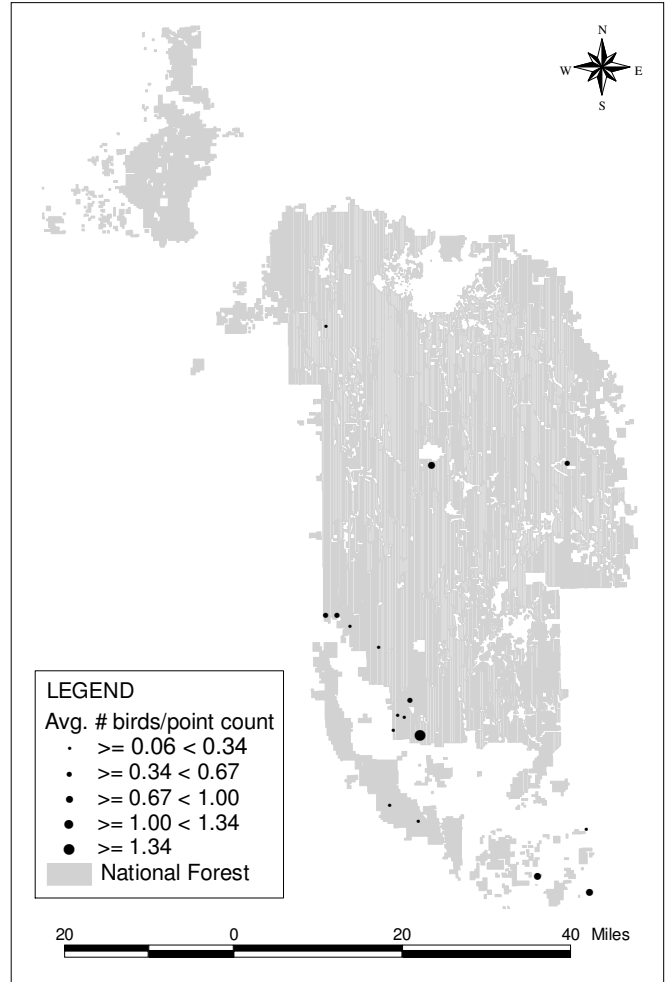 N
W E
S
LEGEND
Avg. # birds/point count
>= 0.06 < 0.34
>= 0.34 < 0.67
>= 0.67 < 1.00
>= 1.00 < 1.34
>= 1.34
National Forest
20 0 20 40 Miles